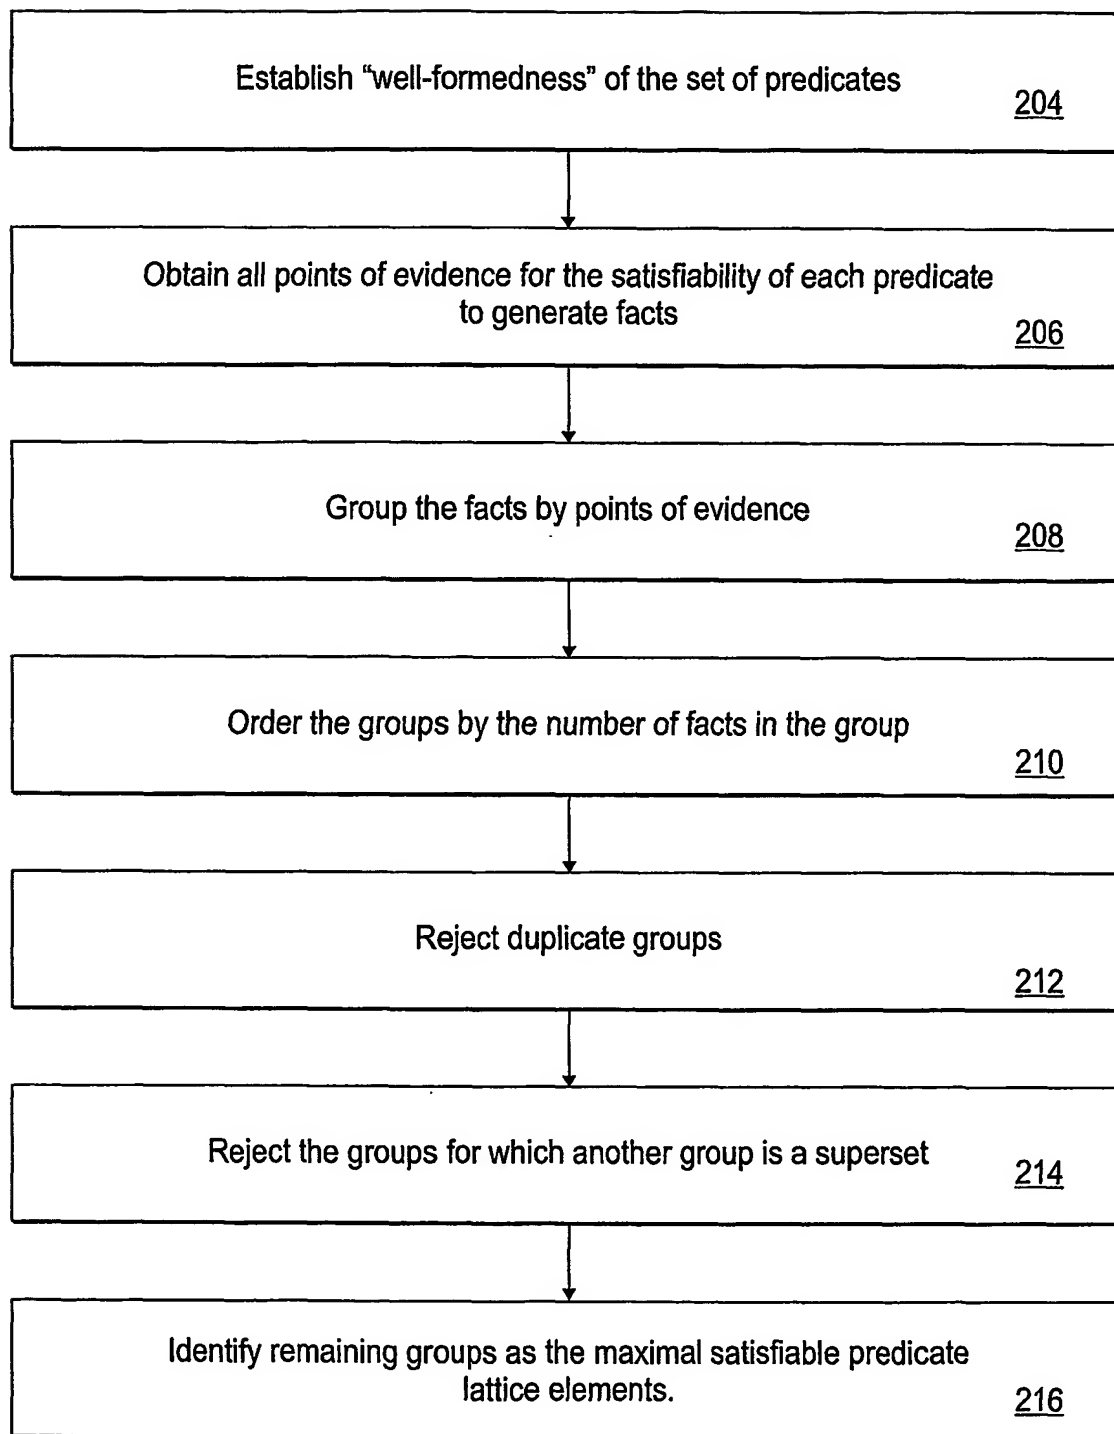 Establish “well-formedness” of the set of predicates
204
Obtain all points of evidence for the satisfiability of each predicate
to generate facts
206
Group the facts by points of evidence
208
Order the groups by the number of facts in the group
210
Reject duplicate groups
212
Reject the groups for which another group is a superset
214
Identify remaining groups as the maximal satisfiable predicate
lattice elements.
216